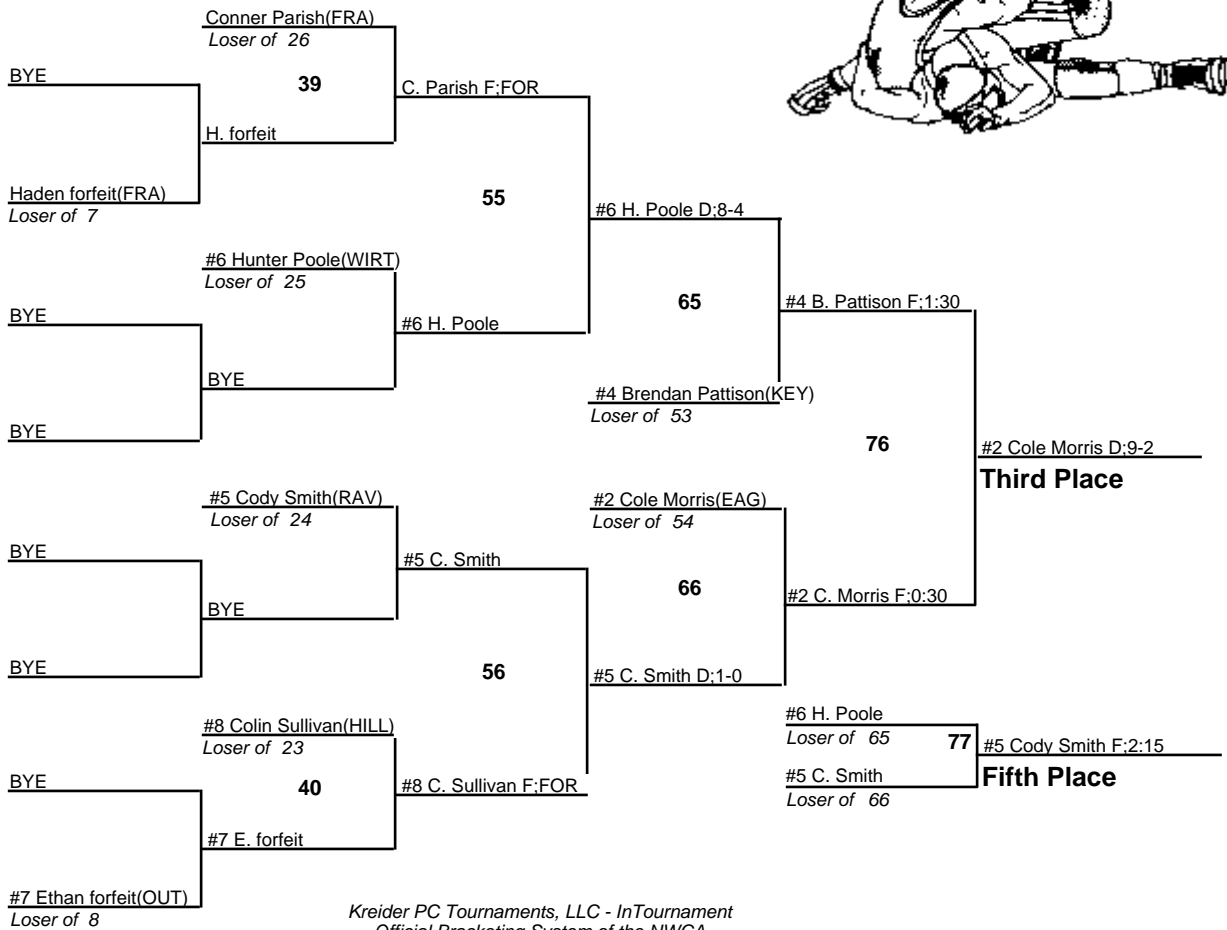 Conner Parish(FRA)
Loser of 26
BYE
39
C. Parish F;FOR
H. forfeit
Haden forfeit(FRA)
Loser of 7
55
#6 H. Poole D;8-4
#6 Hunter Poole(WIRT)
Loser of 25
65
#4 B. Pattison F;1:30
BYE
#6 H. Poole
BYE
#4 Brendan Pattison(KEY)
Loser of 53
BYE
76
#2 Cole Morris D;9-2
Third Place
#5 Cody Smith(RAV)
Loser of 24
#2 Cole Morris(EAG)
Loser of 54
BYE
#5 C. Smith
66
#2 C. Morris F;0:30
BYE
BYE
56
#5 C. Smith D;1-0
#8 Colin Sullivan(HILL)
Loser of 23
#6 H. Poole
Loser of 65
77
#5 Cody Smith F;2:15
Fifth Place
#5 C. Smith
Loser of 66
BYE
40
#8 C. Sullivan F;FOR
#7 E. forfeit
#7 Ethan forfeit(OUT)
Loser of 8
Kreider PC Tournaments, LLC - InTournament
Official Bracketing System of the NWCA